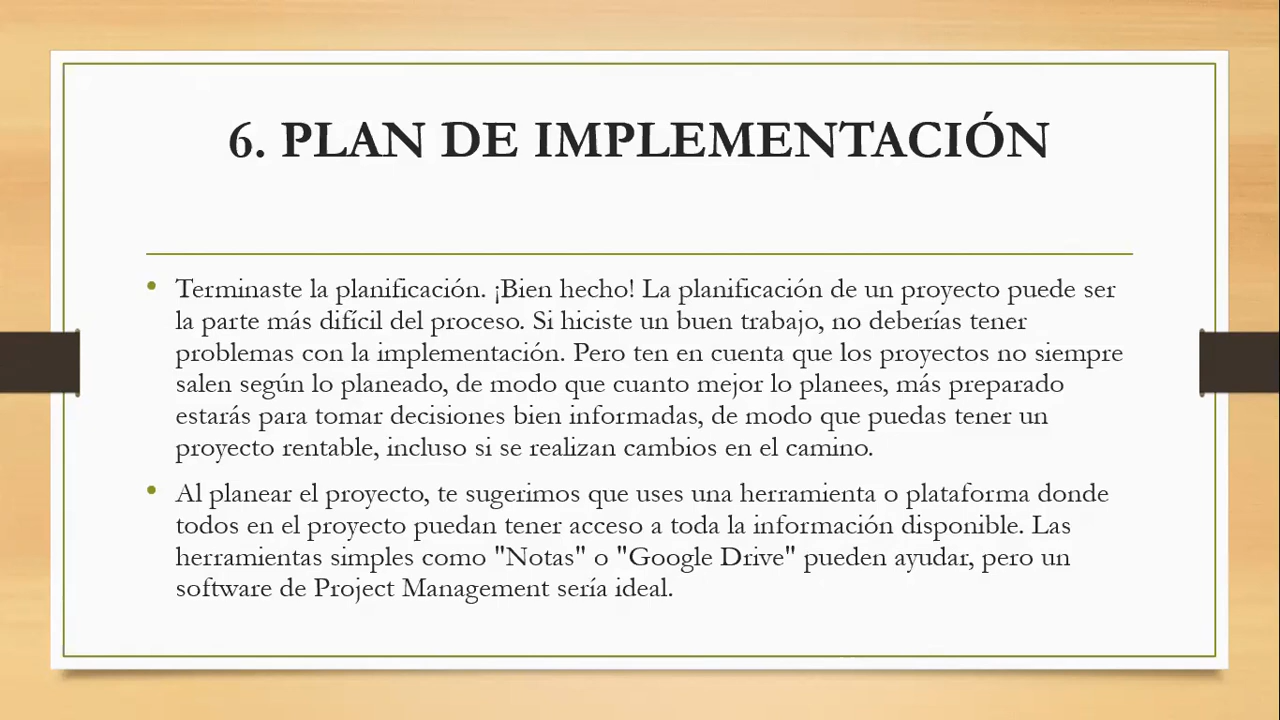 6. PLAN DE IMPLEMENTACIÓN
• Terminaste la planificación. ¡Bien hecho! La planificación de un proyecto puede ser
la parte más difícil del proceso. Si hiciste un buen trabajo, no deberías tener
problemas con la implementación. Pero ten en cuenta que los proyectos no siempre
salen según lo planeado, de modo que cuanto mejor lo planees, más preparado
estarás para tomar decisiones bien informadas, de modo que puedas tener un
proyecto rentable, incluso si se realizan cambios en el camino.
• Al planear el proyecto, te sugerimos que uses una herramienta o plataforma donde
todos en el proyecto puedan tener acceso a toda la información disponible. Las
herramientas simples como "Notas" o "Google Drive" pueden ayudar, pero un
software de Project Management sería ideal.